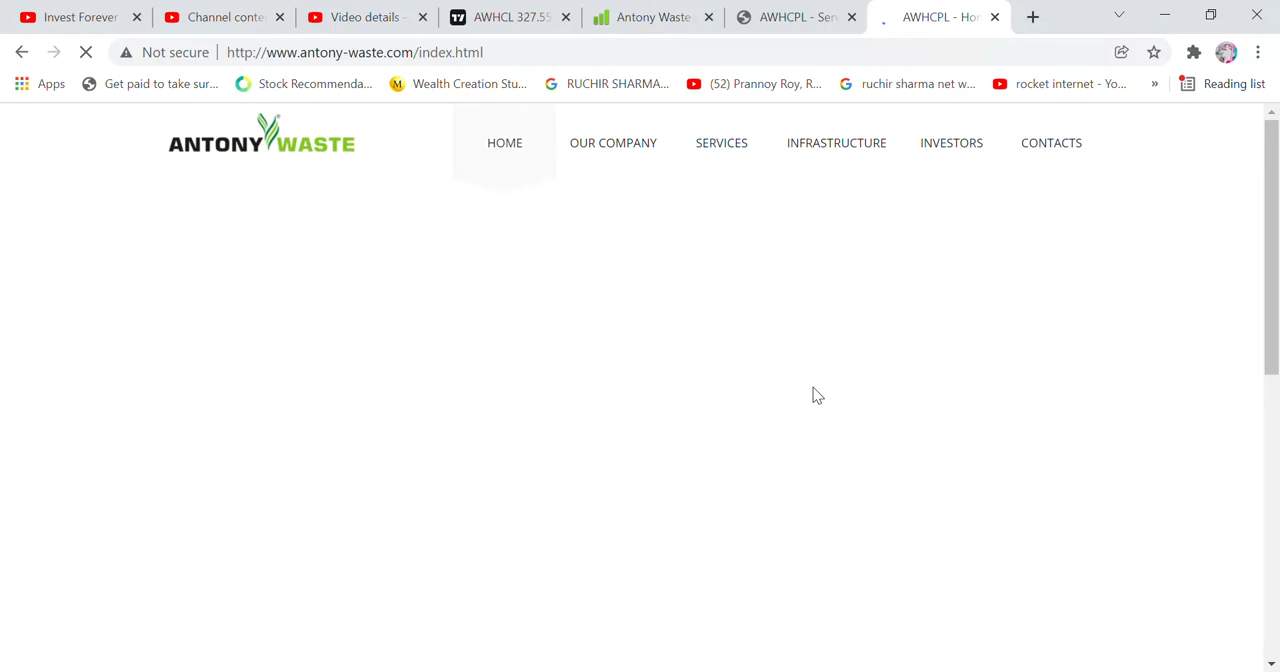 Invest Forever
Channel conte
Video details -
AWHCL 327.55
Antony Waste
AWHCPL - Ser
AWHCPL - Ho
Not secure
http://www.antony-waste.com/index.html
Apps
Get paid to take sur...
Stock Recommenda...
M
Wealth Creation Stu...
RUCHIR SHARMA...
(52) Prannoy Roy, R...
ruchir sharma net w...
rocket internet - Yo...
»
Reading list
ANTONY WASTE
HOME
OUR COMPANY
SERVICES
INFRASTRUCTURE
INVESTORS
CONTACTS